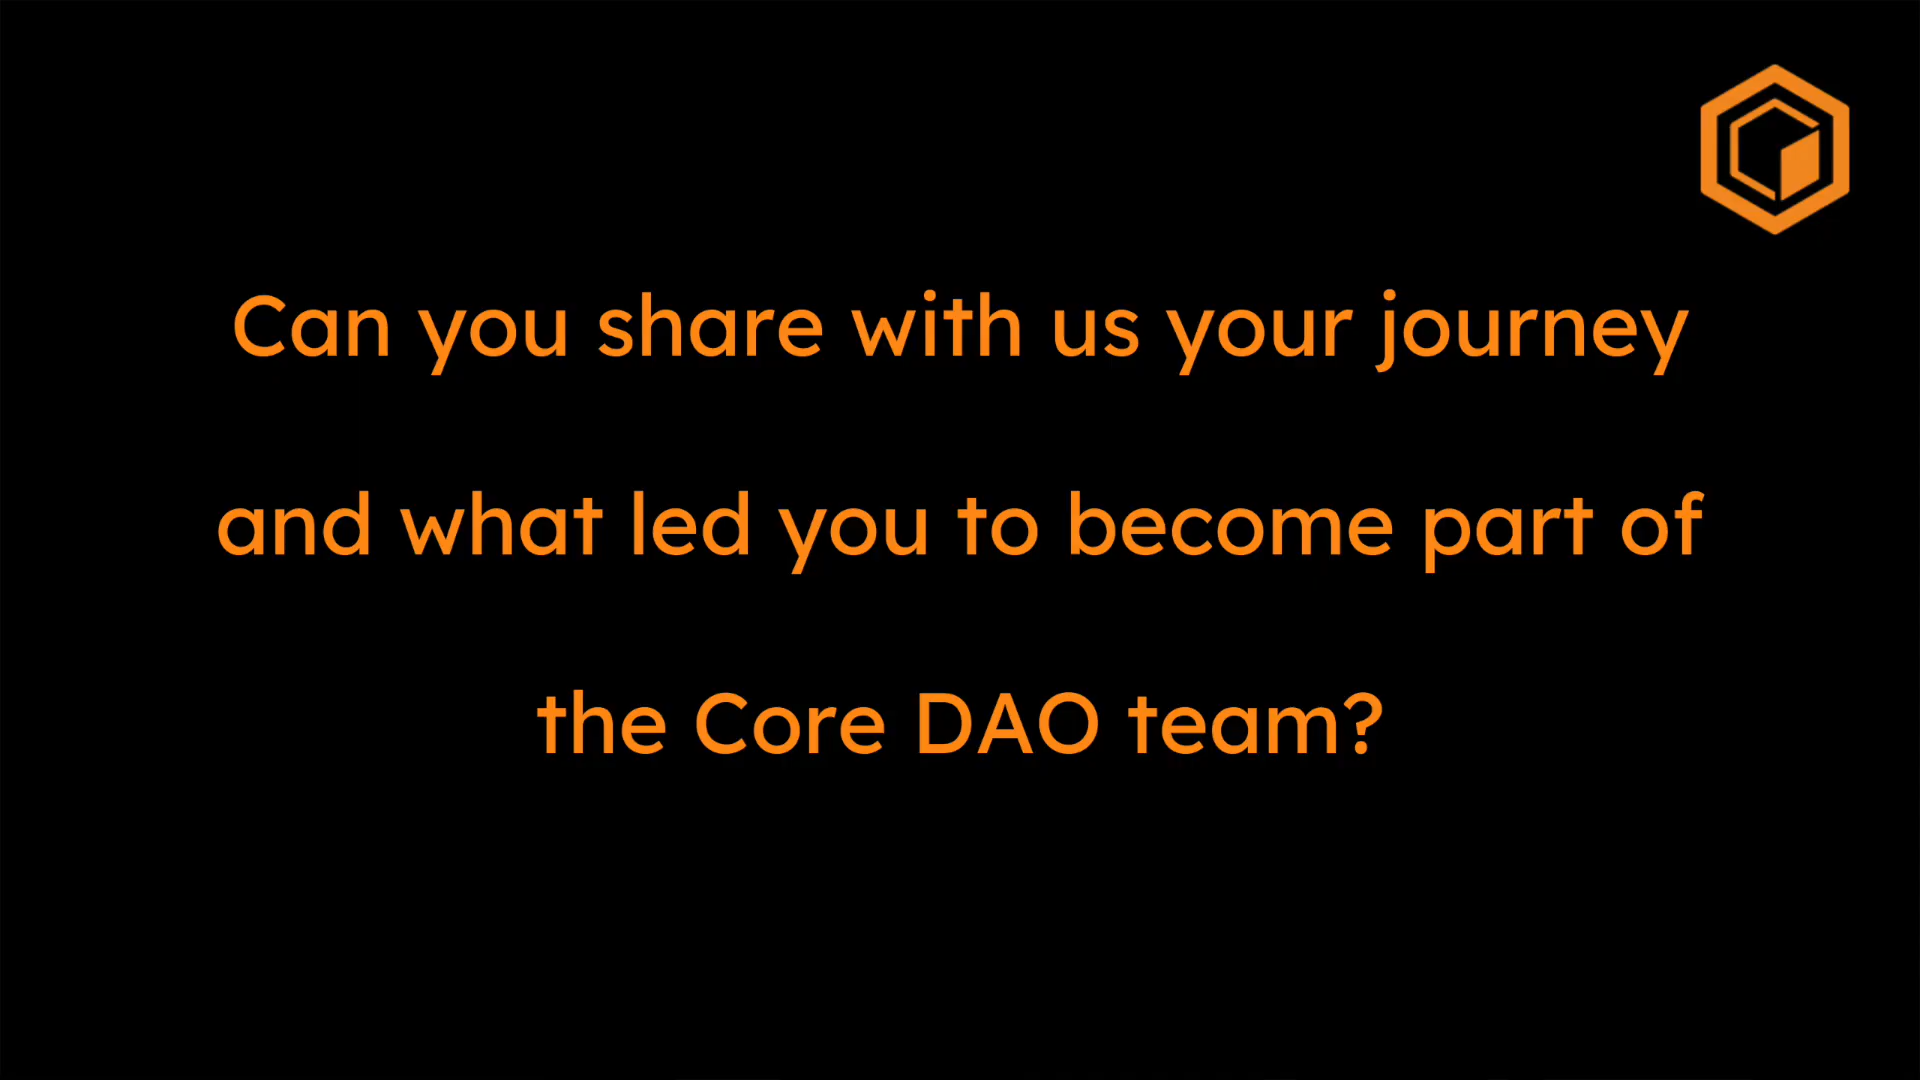 Can you share with us your journey
and what led you to become part of
the Core DAO team?